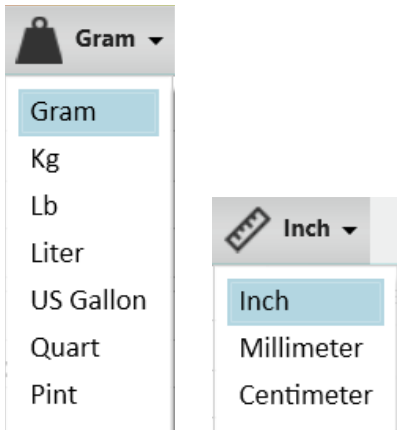 Gram
Gram
Kg
Lb
Liter
US Gallon
Quart
Pint
Inch
Inch
Millimeter
Centimeter